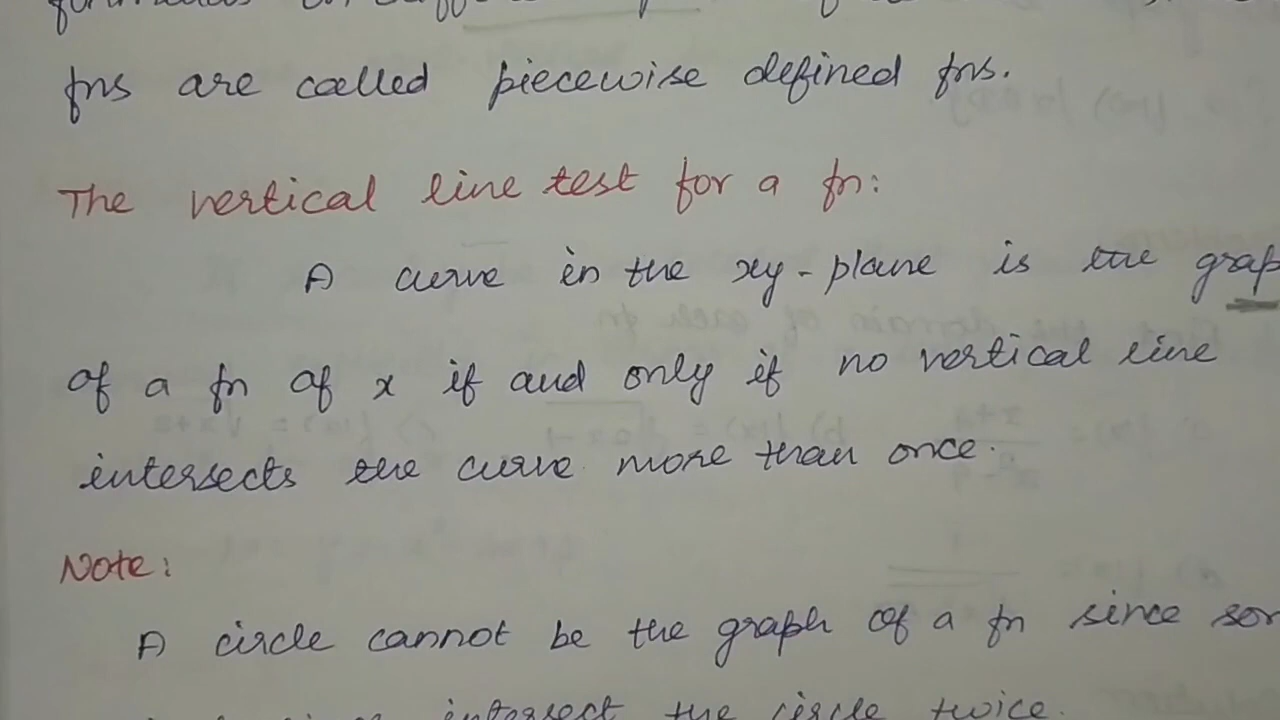 fns are called piecewise defined fns.
The vertical line test for a fn:
A curve in the xy-plane is the grap
of a fn of x if and only if no vertical line
intersects the curve more than once.
Note:
A circle cannot be the graph of a fn since som
intersect the circle twice.